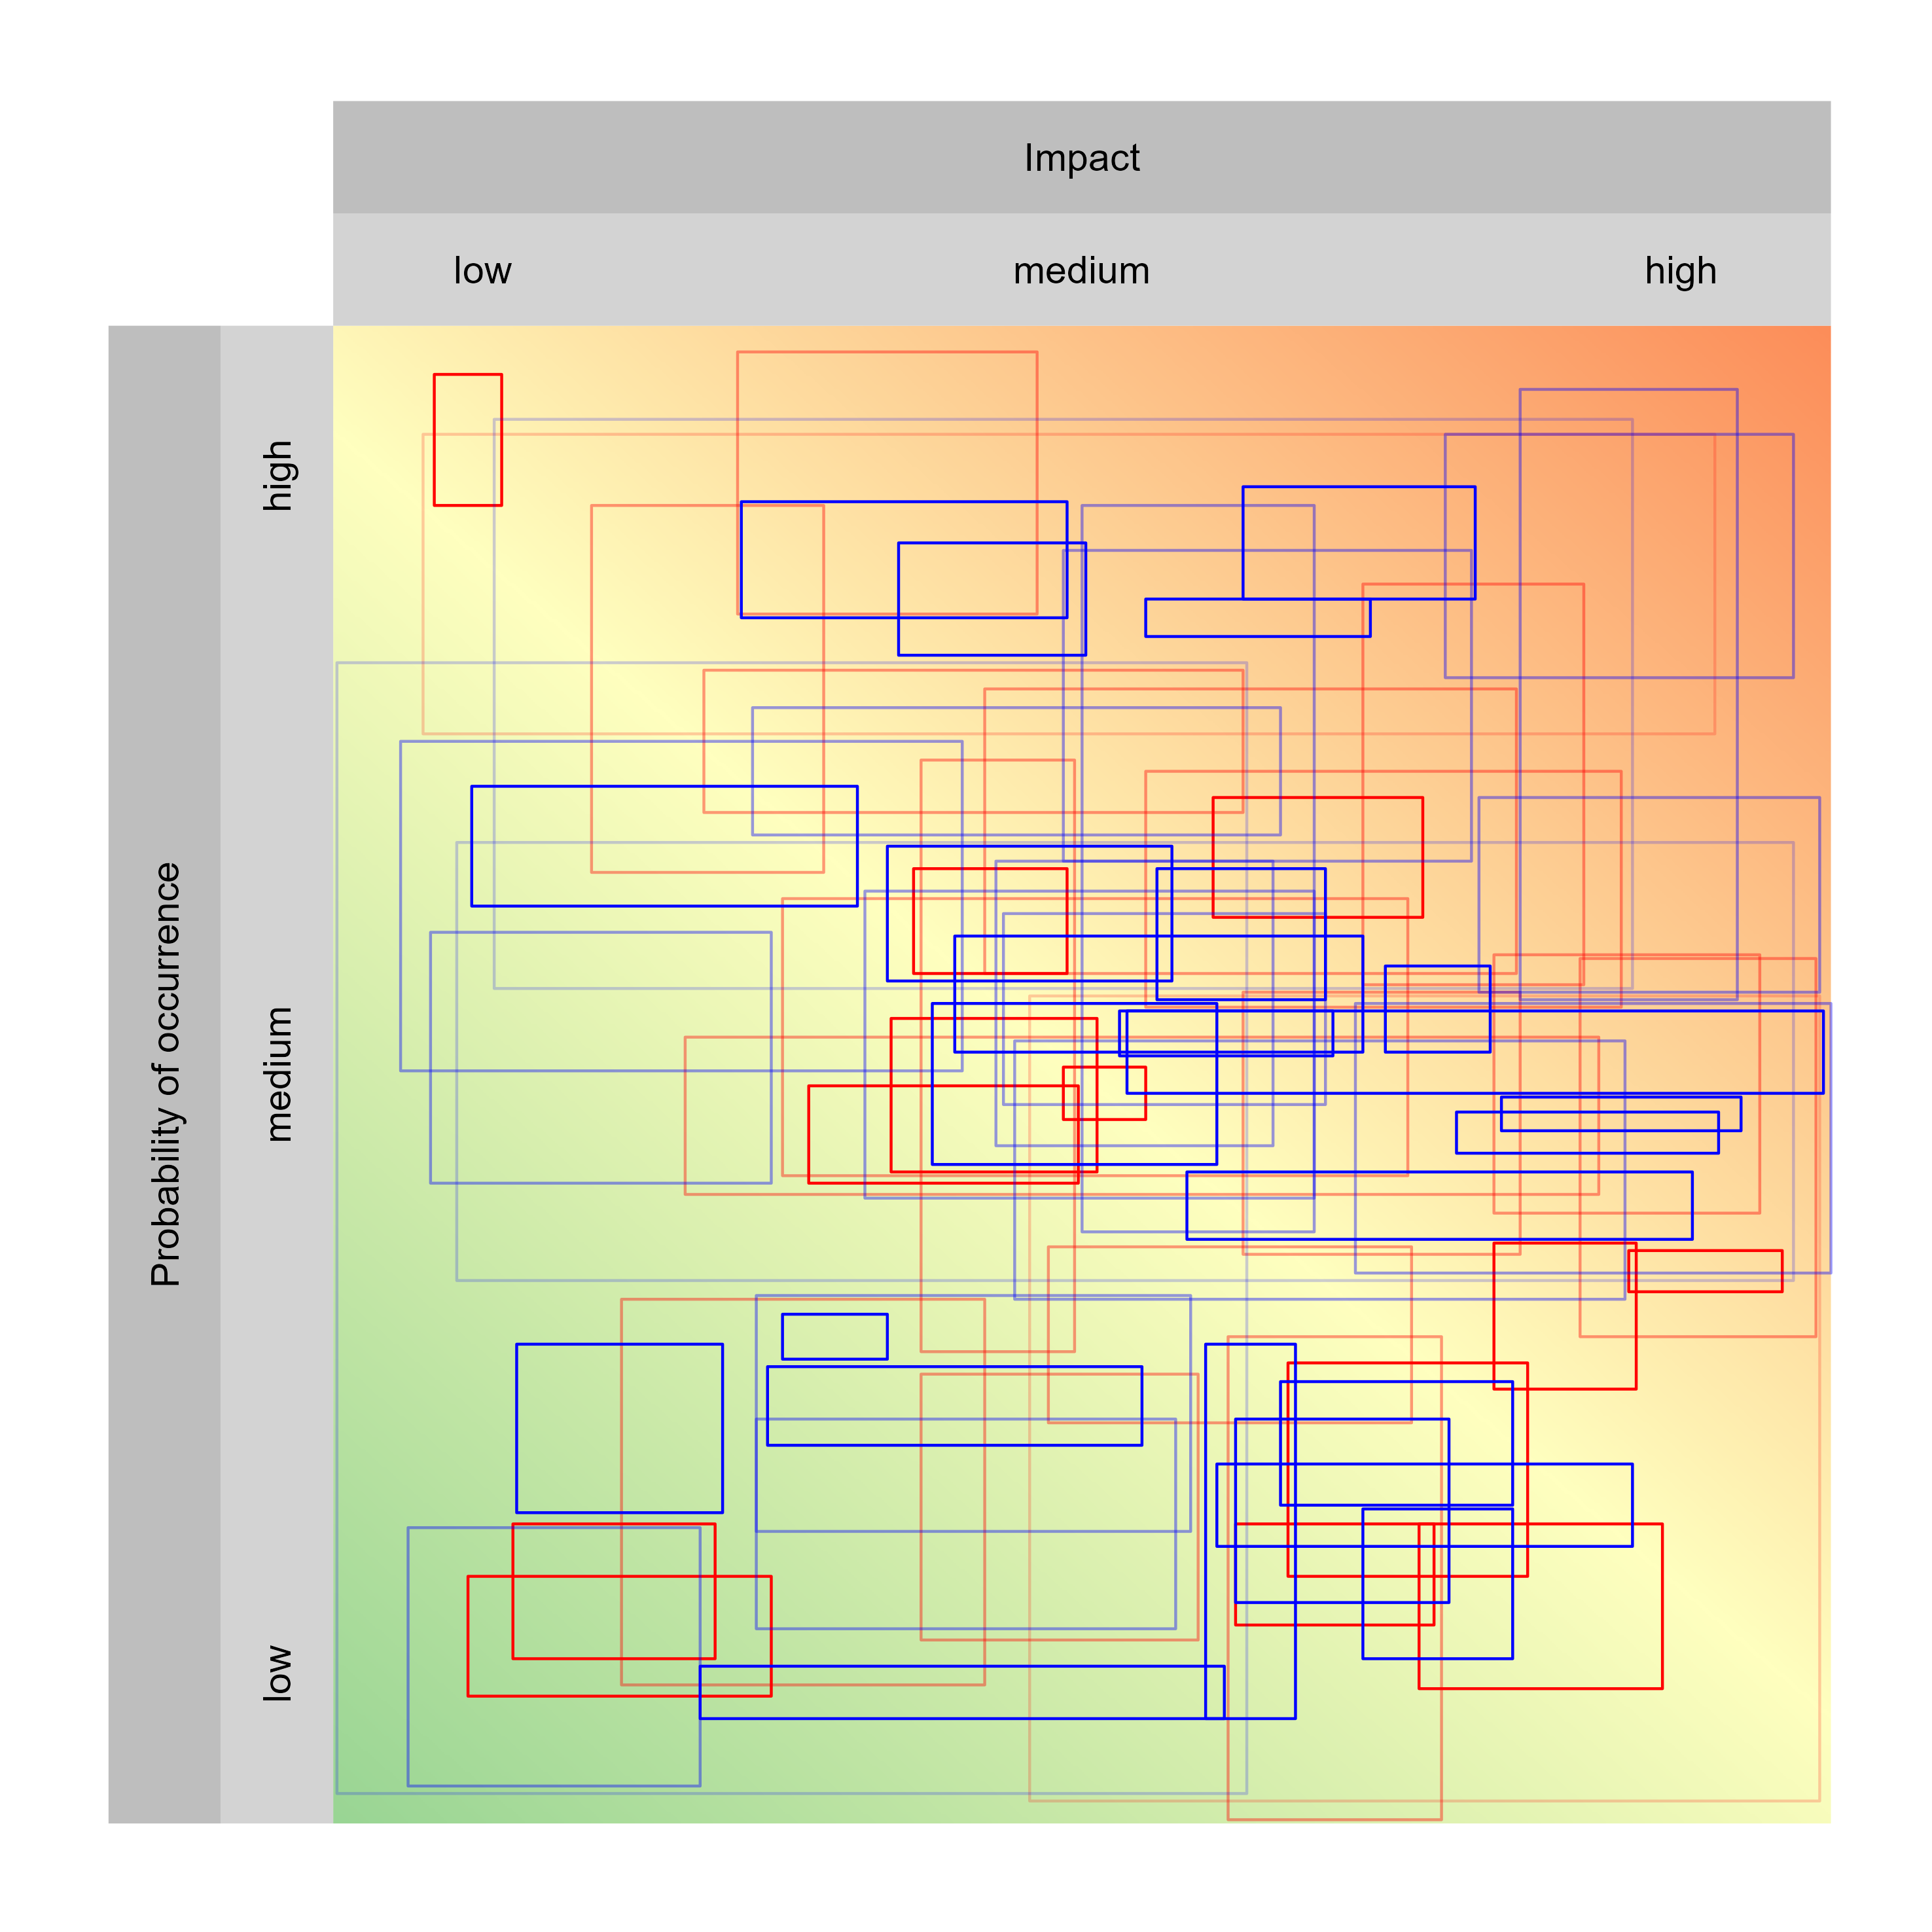 Impact
low
medium
high
Probability of occurrence
high
medium
low